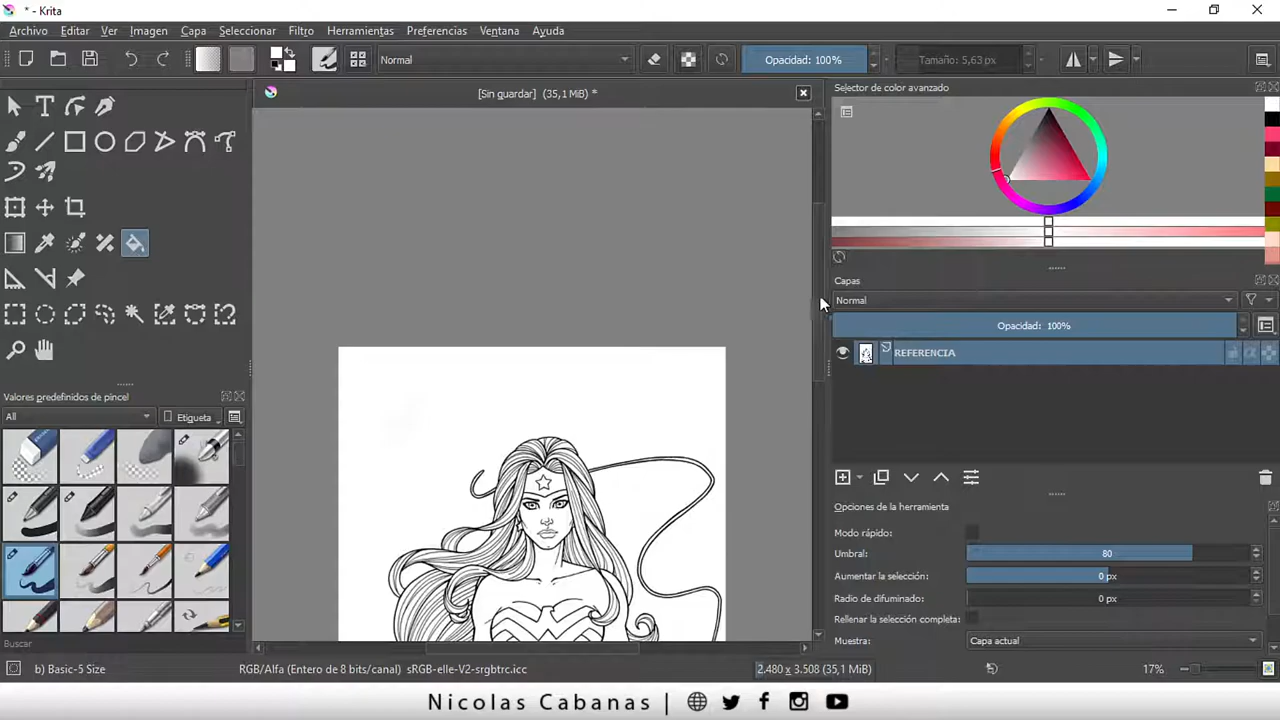 * - Krita
Archivo Editar Ver Imagen Capa Seleccionar Filtro Herramientas Preferencias Ventana Ayuda
Normal
Opacidad: 100%
Tamaño: 5,63 px
[Sin guardar] (35,1 MiB) *
Selector de color avanzado
Capas
Normal
Opacidad: 100%
REFERENCIA
Valores predefinidos de pincel
All
Etiqueta
Buscar
Opciones de la herramienta
Modo rápido:
Umbral: 80
Aumentar la selección: 0 px
Radio de difuminado: 0 px
Rellenar la selección completa:
Muestra: Capa actual
b) Basic-5 Size
RGB/Alfa (Entero de 8 bits/canal) sRGB-elle-V2-srgbtrc.icc
2.480 x 3.508 (35,1 MiB)
17%
Nicolas Cabanas |